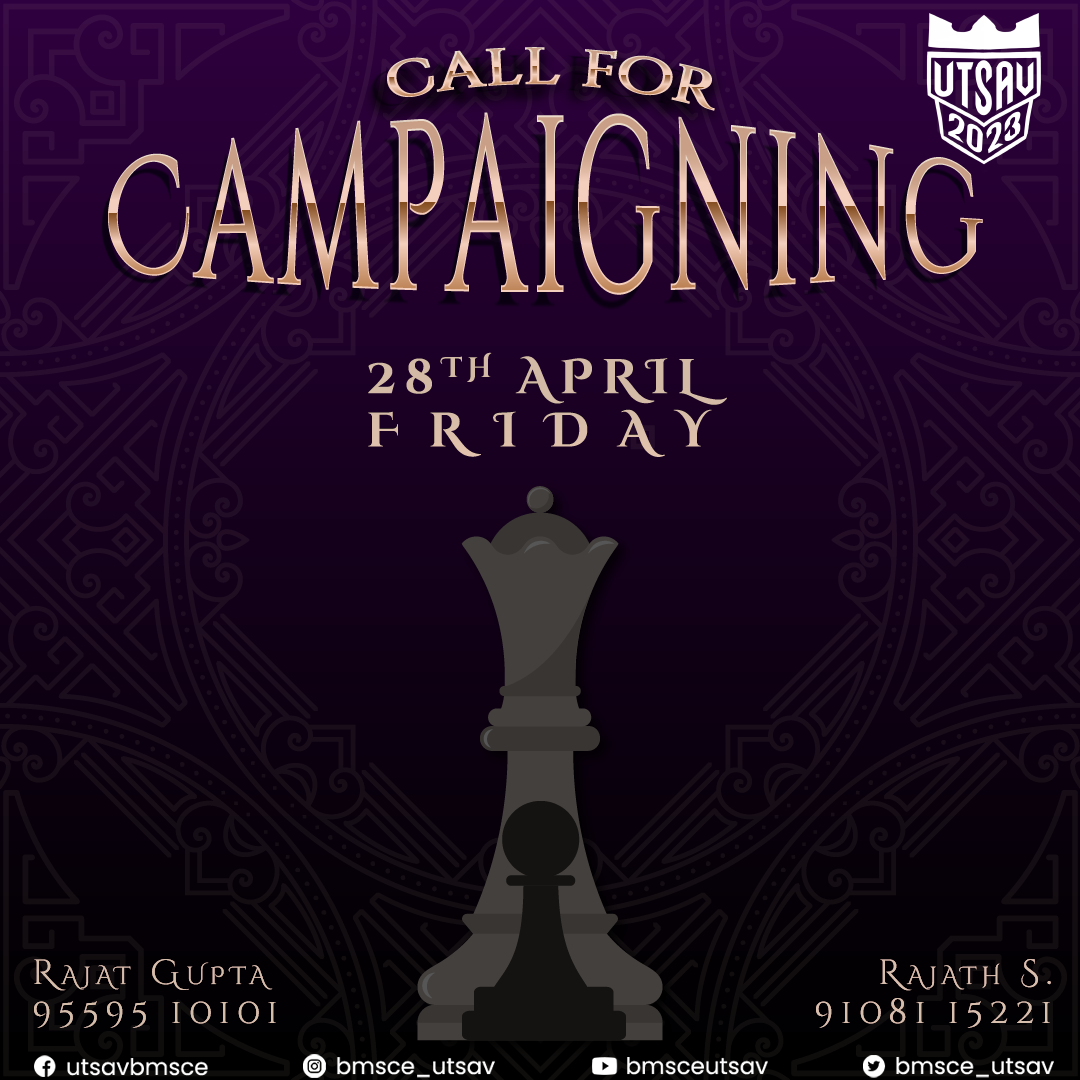 CALL FOR
CAMPAIGNING
UTSAV
2023
28TH APRIL
FRIDAY
Rajat Gupta
95595 10101
Rajath S.
91081 15221
utsavbmsce
bmsce_utsav
bmsceutsav
bmsce_utsav